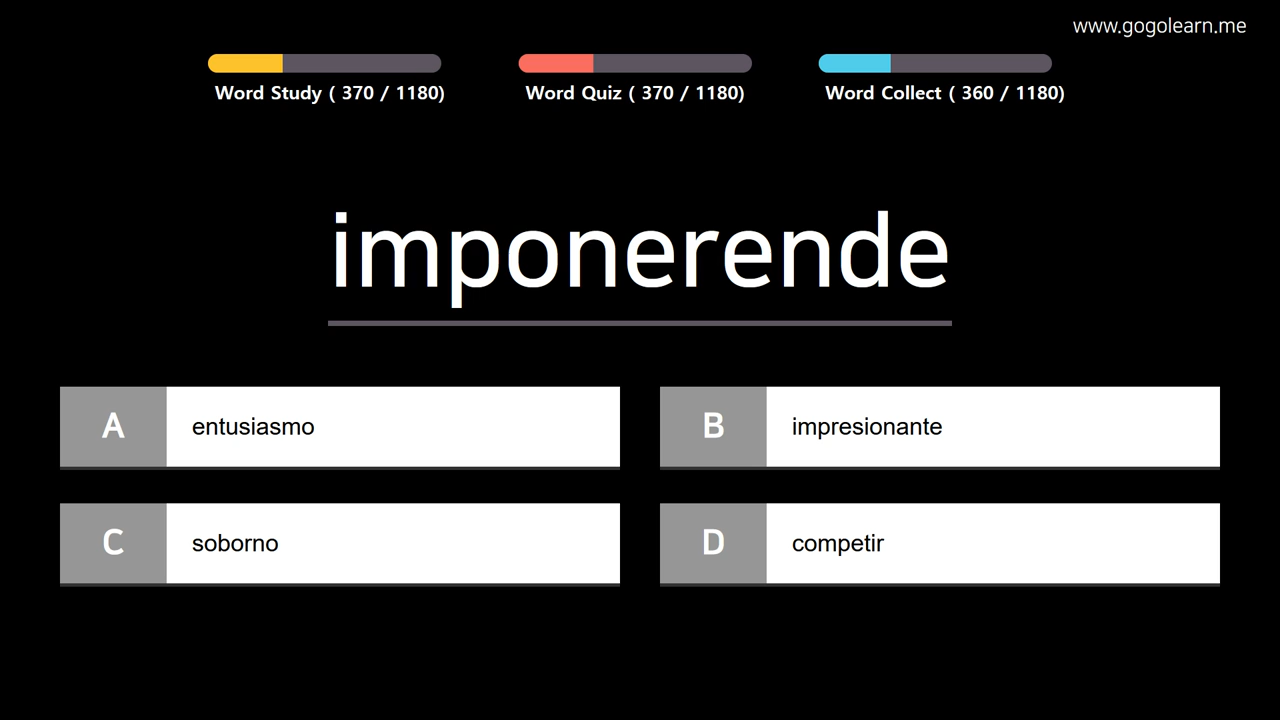 www.gogolearn.me
Word Study ( 370 / 1180)
Word Quiz ( 370 / 1180)
Word Collect ( 360 / 1180)
imponerende
A entusiasmo
B impresionante
C soborno
D competir